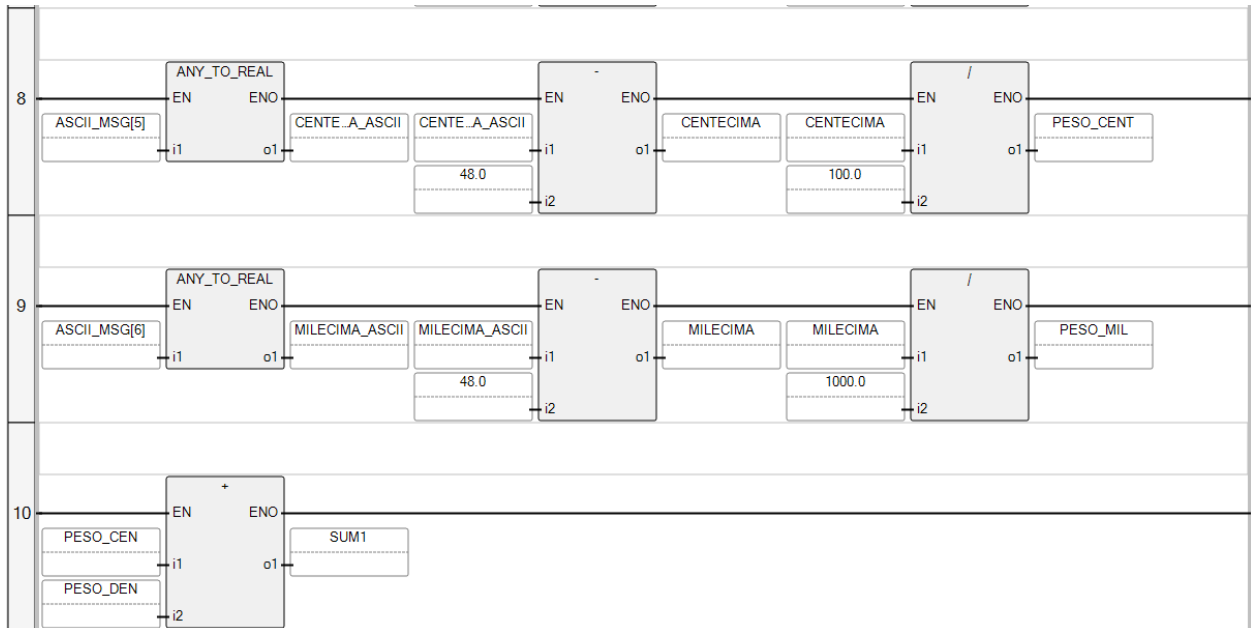 8
ANY_TO_REAL
EN ENO
ASCII_MSG[5]
i1 o1
CENTE...A_ASCII
CENTE...A_ASCII
48.0
-
EN ENO
i1 o1
i2
CENTECIMA
CENTECIMA
100.0
/
EN ENO
i1 o1
i2
PESO_CENT
9
ANY_TO_REAL
EN ENO
ASCII_MSG[6]
i1 o1
MILECIMA_ASCII
MILECIMA_ASCII
48.0
-
EN ENO
i1 o1
i2
MILECIMA
MILECIMA
1000.0
/
EN ENO
i1 o1
i2
PESO_MIL
10
+
EN ENO
PESO_CEN
i1 o1
PESO_DEN
i2
SUM1